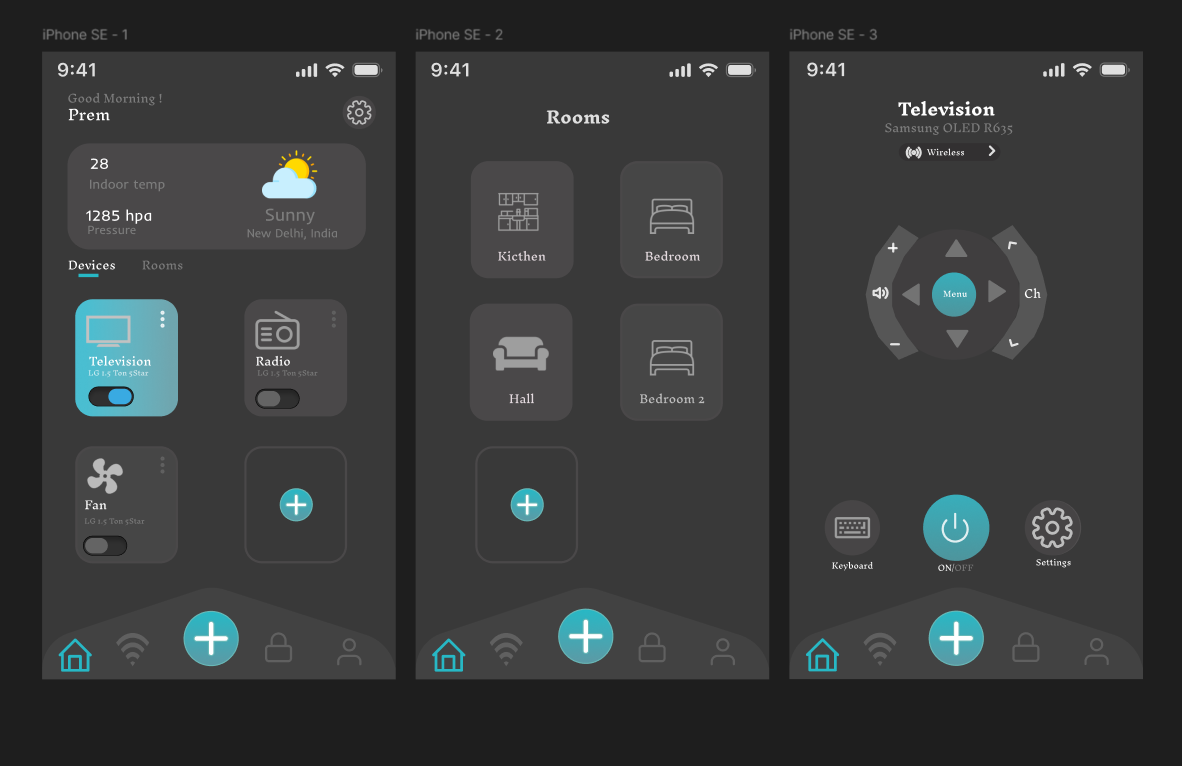 iPhone SE - 1
9:41
Good Morning !
Prem
28
Indoor temp
1285 hpa
Pressure
Sunny
New Delhi, India
Devices
Rooms
Television
LG 1.5 Ton 5Star
Radio
LG 1.5 Ton 5Star
Fan
LG 1.5 Ton 5Star
iPhone SE - 2
9:41
Rooms
Kicthen
Bedroom
Hall
Bedroom 2
iPhone SE - 3
9:41
Television
Samsung OLED R635
Wireless
Menu
Ch
Keyboard
ON/OFF
Settings